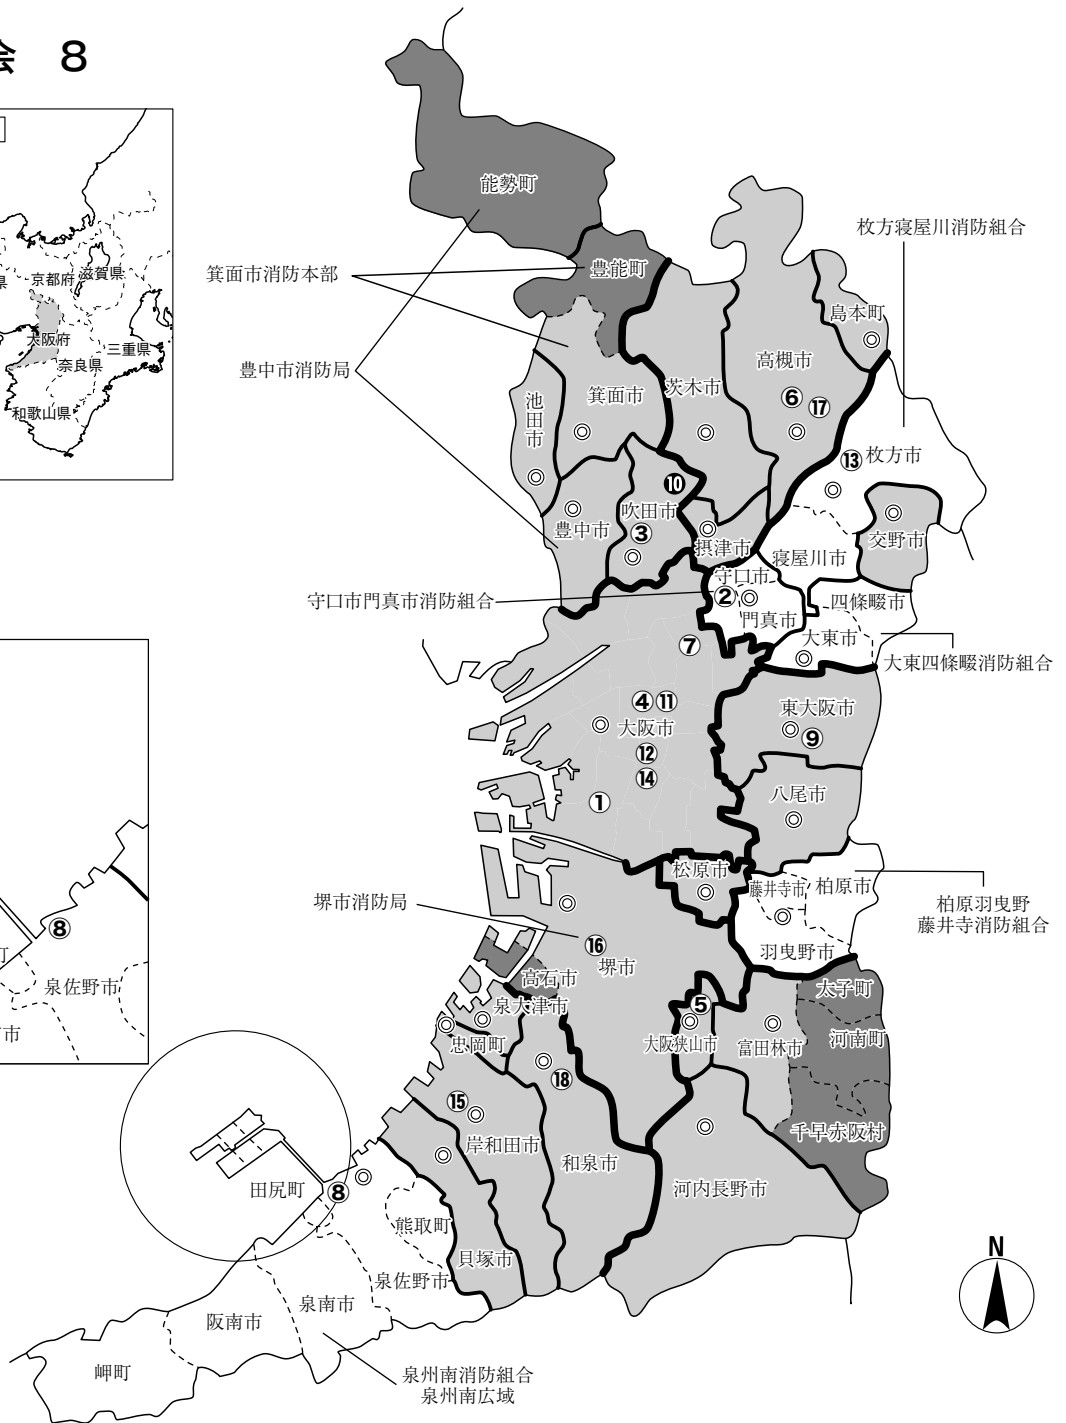 会 8
京都府
滋賀県
大阪府
三重県
奈良県
和歌山県
能勢町
枚方寝屋川消防組合
箕面市消防本部
豊能町
島本町
豊中市消防局
高槻市
池田市
箕面市
茨木市
⑥
⑰
⑬
枚方市
⑩
吹田市
③
豊中市
摂津市
交野市
寝屋川市
守口市
守口市門真市消防組合
②
門真市
四條畷市
大東市
⑦
大東四條畷消防組合
④
⑪
東大阪市
大阪市
⑨
⑫
⑭
八尾市
①
松原市
藤井寺市
柏原市
堺市消防局
柏原羽曳野
藤井寺消防組合
⑧
⑯
羽曳野市
堺市
高石市
町
泉佐野市
太子町
泉大津市
⑤
市
忠岡町
大阪狭山市
富田林市
河南町
⑱
⑮
岸和田市
千早赤阪村
和泉市
田尻町
⑧
河内長野市
熊取町
貝塚市
泉佐野市
泉南市
阪南市
N
岬町
泉州南消防組合
泉州南広域